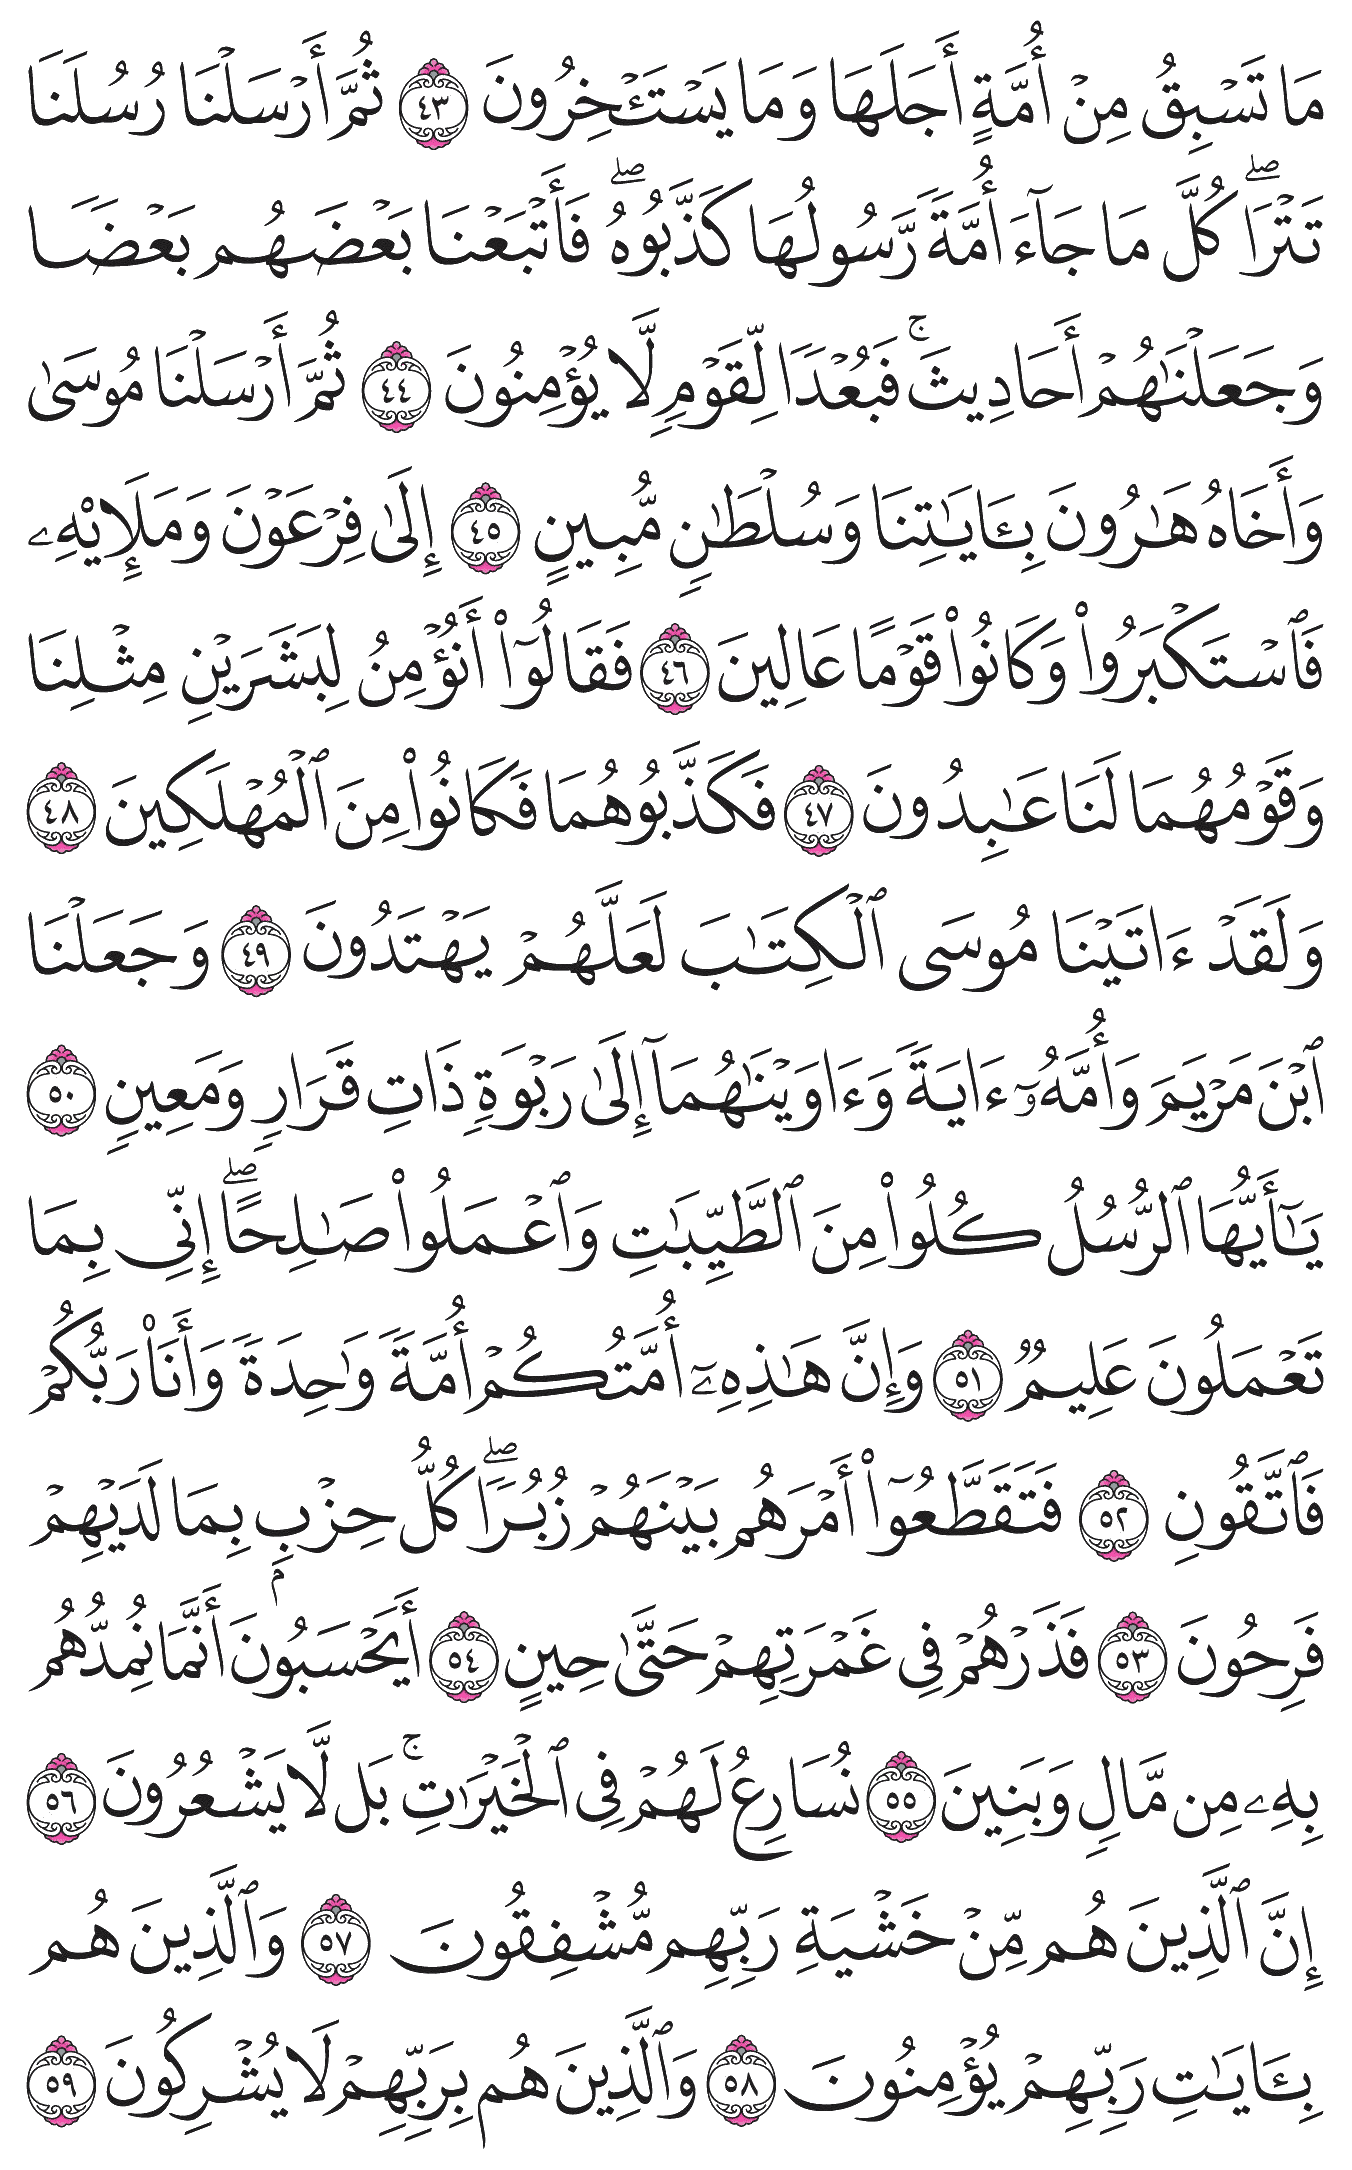 مَا تَسْبِقُ مِنْ أُمَّةٍ أَجَلَهَا وَمَا يَسْتَـْٔخِرُونَ ٤٣ ثُمَّ أَرْسَلْنَا رُسُلَنَا
تَتْرَاۖ كُلَّ مَا جَآءَ أُمَّةً رَّسُولُهَا كَذَّبُوهُۖ فَأَتْبَعْنَا بَعْضَهُم بَعْضًا
وَجَعَلْنَـٰهُمْ أَحَادِيثَۚ فَبُعْدًا لِّقَوْمٍ لَّا يُؤْمِنُونَ ٤٤ ثُمَّ أَرْسَلْنَا مُوسَىٰ
وَأَخَاهُ هَـٰرُونَ بِـَٔايَـٰتِنَا وَسُلْطَـٰنٍ مُّبِينٍ ٤٥ إِلَىٰ فِرْعَوْنَ وَمَلَإِي۟هِۦ
فَٱسْتَكْبَرُوا۟ وَكَانُوا۟ قَوْمًا عَالِينَ ٤٦ فَقَالُوٓا۟ أَنُؤْمِنُ لِبَشَرَيْنِ مِثْلِنَا
وَقَوْمُهُمَا لَنَا عَـٰبِدُونَ ٤٧ فَكَذَّبُوهُمَا فَكَانُوا۟ مِنَ ٱلْمُهْلَكِينَ ٤٨
وَلَقَدْ ءَاتَيْنَا مُوسَى ٱلْكِتَـٰبَ لَعَلَّهُمْ يَهْتَدُونَ ٤٩ وَجَعَلْنَا
ٱبْنَ مَرْيَمَ وَأُمَّهُۥٓ ءَايَةً وَءَاوَيْنَـٰهُمَآ إِلَىٰ رَبْوَةٍ ذَاتِ قَرَارٍ وَمَعِينٍ ٥٠
يَـٰٓأَيُّهَا ٱلرُّسُلُ كُلُوا۟ مِنَ ٱلطَّيِّبَـٰتِ وَٱعْمَلُوا۟ صَـٰلِحًاۖ إِنِّى بِمَا
تَعْمَلُونَ عَلِيمٌ ٥١ وَإِنَّ هَـٰذِهِۦٓ أُمَّتُكُمْ أُمَّةً وَٰحِدَةً وَأَنَا۠ رَبُّكُمْ
فَٱتَّقُونِ ٥٢ فَتَقَطَّعُوٓا۟ أَمْرَهُم بَيْنَهُمْ زُبُرًاۖ كُلُّ حِزْبٍۭ بِمَا لَدَيْهِمْ
فَرِحُونَ ٥٣ فَذَرْهُمْ فِى غَمْرَتِهِمْ حَتَّىٰ حِينٍ ٥٤ أَيَحْسَبُونَ أَنَّمَا نُمِدُّهُم
بِهِۦ مِن مَّالٍ وَبَنِينَ ٥٥ نُسَارِعُ لَهُمْ فِى ٱلْخَيْرَٰتِۚ بَل لَّا يَشْعُرُونَ ٥٦
إِنَّ ٱلَّذِينَ هُم مِّنْ خَشْيَةِ رَبِّهِم مُّشْفِقُونَ ٥٧ وَٱلَّذِينَ هُم
بِـَٔايَـٰتِ رَبِّهِمْ يُؤْمِنُونَ ٥٨ وَٱلَّذِينَ هُم بِرَبِّهِمْ لَا يُشْرِكُونَ ٥٩